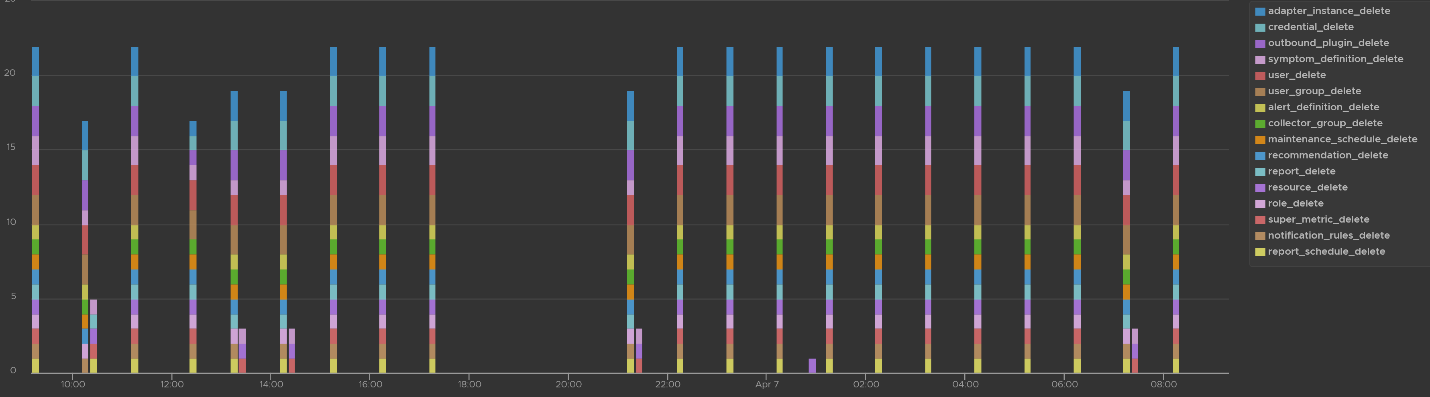 20
15
10
5
0
10:00 12:00 14:00 16:00 18:00 20:00 22:00 Apr 7 02:00 04:00 06:00 08:00
adapter_instance_delete
credential_delete
outbound_plugin_delete
symptom_definition_delete
user_delete
user_group_delete
alert_definition_delete
collector_group_delete
maintenance_schedule_delete
recommendation_delete
report_delete
resource_delete
role_delete
super_metric_delete
notification_rules_delete
report_schedule_delete